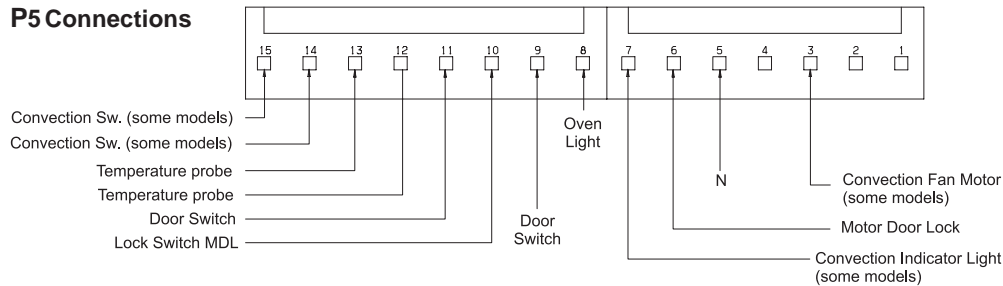 P5 Connections
15 14 13 12 11 10 9 8 7 6 5 4 3 2 1
Convection Sw. (some models)
Convection Sw. (some models)
Temperature probe
Temperature probe
Door Switch
Lock Switch MDL
Door
Switch
Oven
Light
N
Convection Fan Motor
(some models)
Motor Door Lock
Convection Indicator Light
(some models)